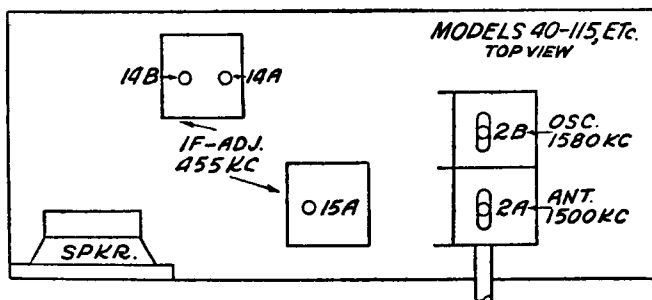 MODELS 40-115, ETC.
TOP VIEW
14B
14A
IF-ADJ.
455 KC
2B
OSC.
1580 KC
15A
2A
ANT.
1500 KC
SPKR.